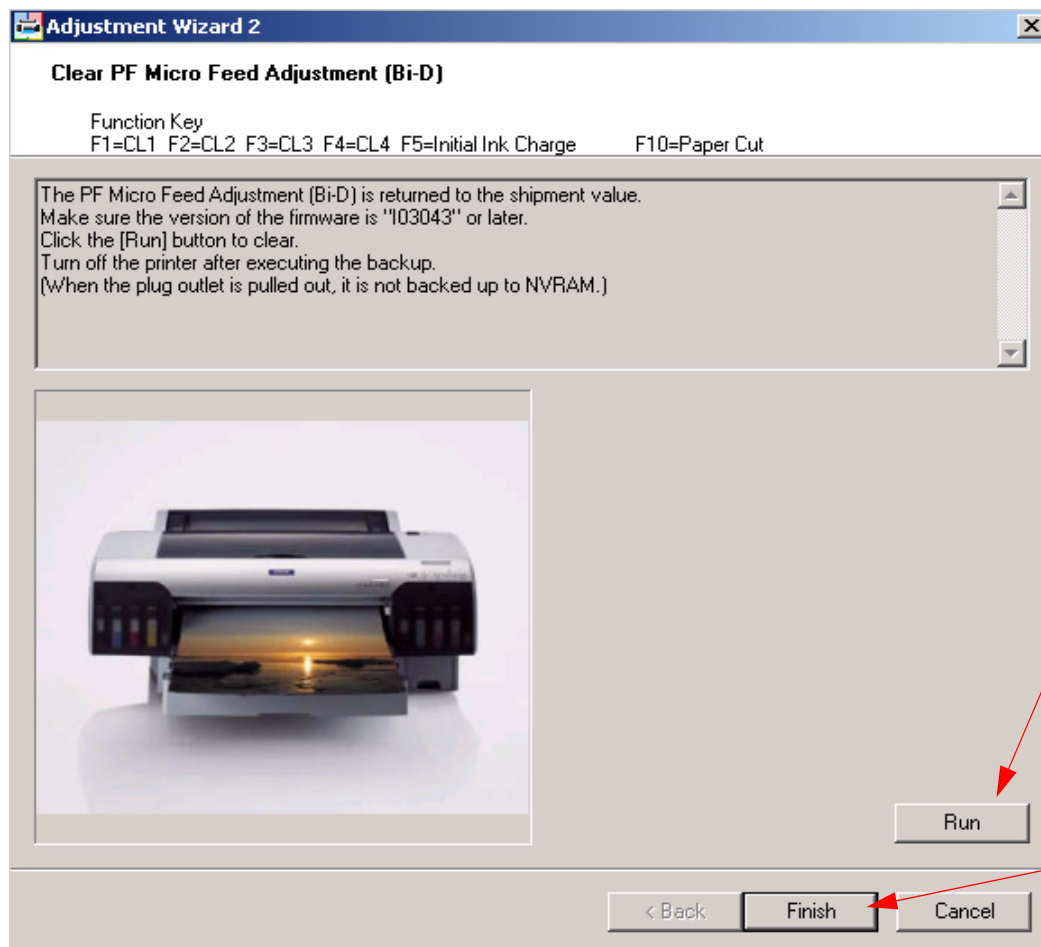 Adjustment Wizard 2
Clear PF Micro Feed Adjustment (Bi-D)
Function Key
F1=CL1 F2=CL2 F3=CL3 F4=CL4 F5=Initial Ink Charge F10=Paper Cut
The PF Micro Feed Adjustment (Bi-D) is returned to the shipment value.
Make sure the version of the firmware is "I03043" or later.
Click the [Run] button to clear.
Turn off the printer after executing the backup.
(When the plug outlet is pulled out, it is not backed up to NVRAM.)
Run
< Back Finish Cancel